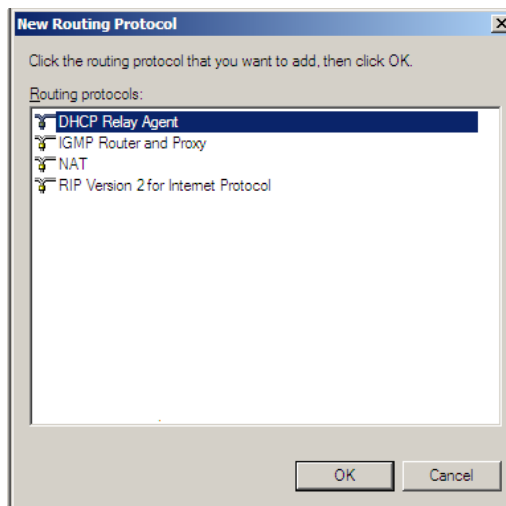 New Routing Protocol
Click the routing protocol that you want to add, then click OK.
Routing protocols:
DHCP Relay Agent
IGMP Router and Proxy
NAT
RIP Version 2 for Internet Protocol
OK
Cancel